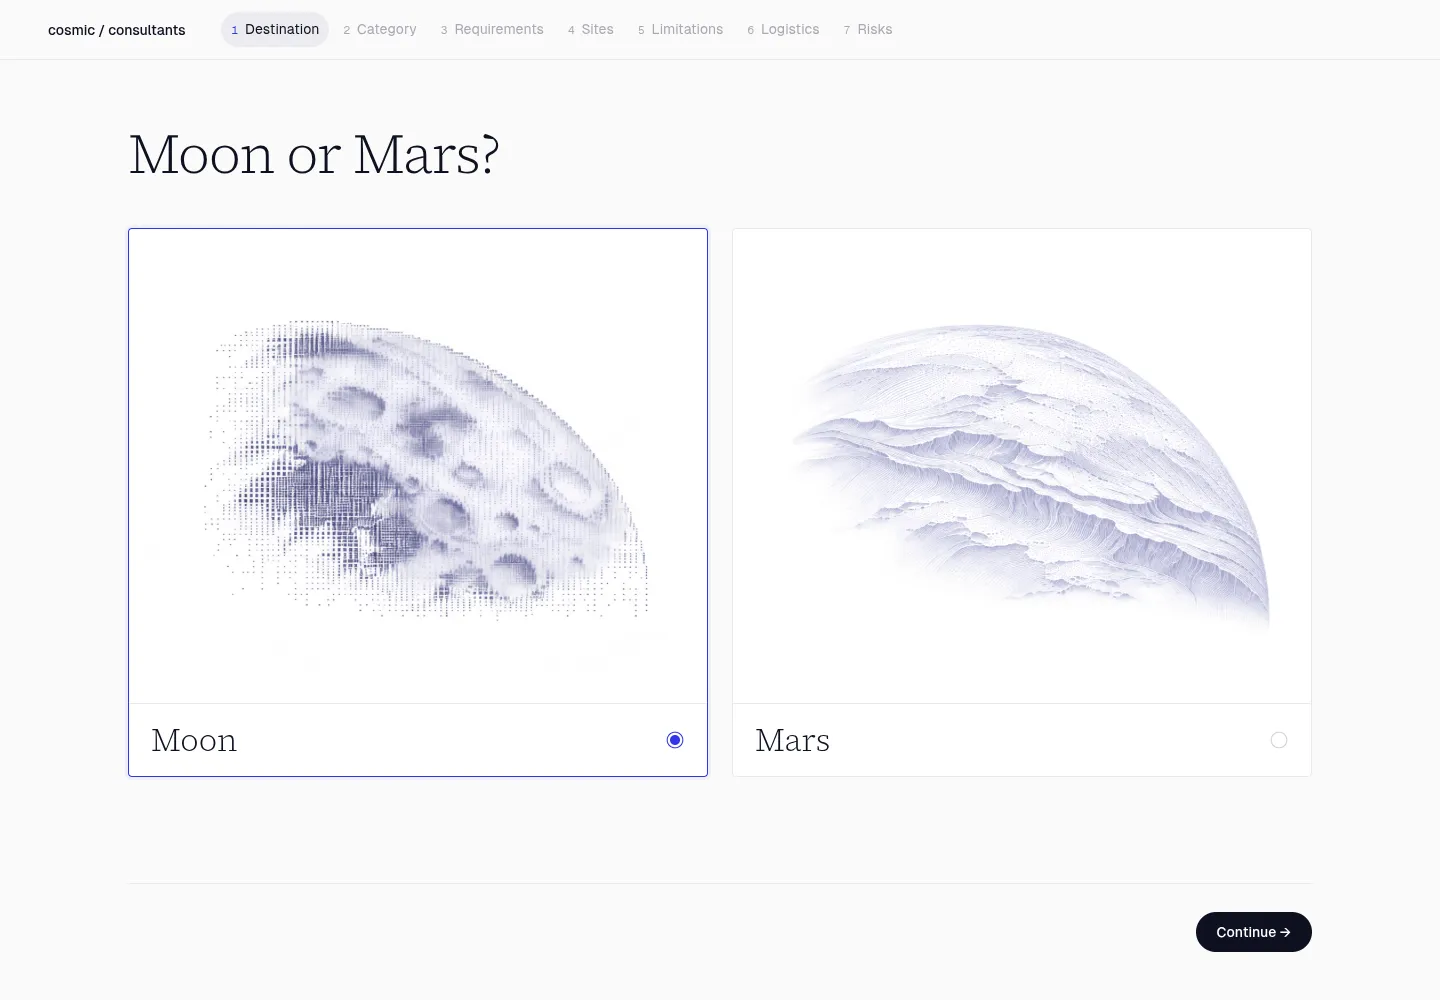 cosmic / consultants
1 Destination
2 Category
3 Requirements
4 Sites
5 Limitations
6 Logistics
7 Risks
Moon or Mars?
Moon
Mars
Continue →